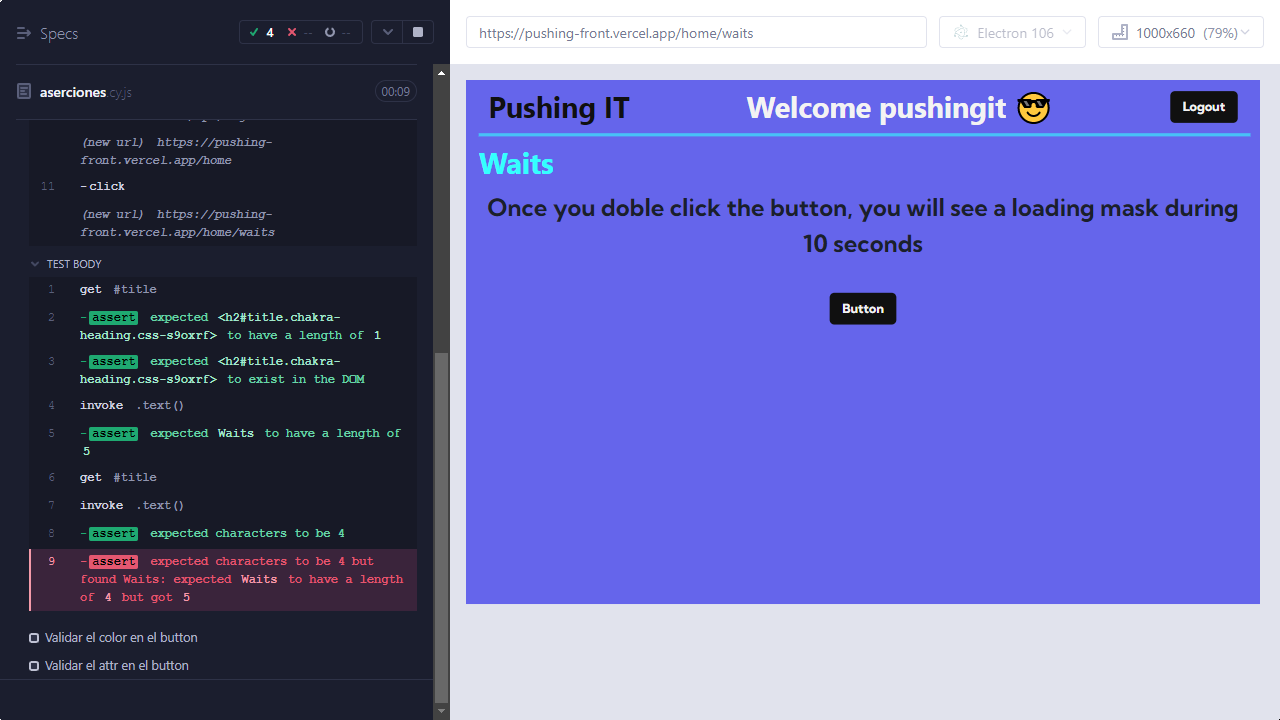 Specs
4
--
--
aserciones.cy.js
00:09
(new url) https://pushing-
front.vercel.app/home
11 -click
(new url) https://pushing-
front.vercel.app/home/waits
TEST BODY
1 get #title
2 -assert expected <h2#title.chakra-
heading.css-s9oxrf> to have a length of 1
3 -assert expected <h2#title.chakra-
heading.css-s9oxrf> to exist in the DOM
4 invoke .text()
5 -assert expected Waits to have a length of
5
6 get #title
7 invoke .text()
8 -assert expected characters to be 4
9 -assert expected characters to be 4 but
found Waits: expected Waits to have a length
of 4 but got 5
Validar el color en el button
Validar el attr en el button
https://pushing-front.vercel.app/home/waits
Electron 106
1000x660 (79%)
Pushing IT
Welcome pushingit 😎
Logout
Waits
Once you doble click the button, you will see a loading mask during
10 seconds
Button